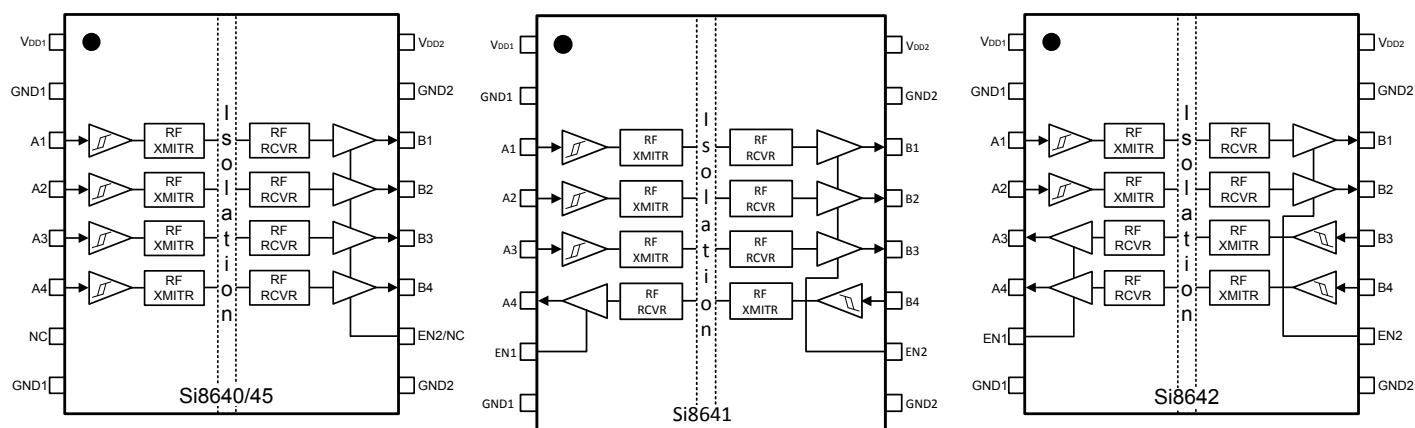 VDD1
VDD2
GND1
GND2
A1
RF
XMITR
RF
RCVR
B1
A2
RF
XMITR
RF
RCVR
B2
A3
RF
XMITR
RF
RCVR
B3
A4
RF
XMITR
RF
RCVR
B4
Isolation
NC
EN2/NC
GND1
GND2
Si8640/45
VDD1
VDD2
GND1
GND2
A1
RF
XMITR
RF
RCVR
B1
A2
RF
XMITR
RF
RCVR
B2
A3
RF
XMITR
RF
RCVR
B3
A4
RF
RCVR
RF
XMITR
B4
Isolation
EN1
EN2
GND1
GND2
Si8641
VDD1
VDD2
GND1
GND2
A1
RF
XMITR
RF
RCVR
B1
A2
RF
XMITR
RF
RCVR
B2
A3
RF
RCVR
RF
XMITR
B3
A4
RF
RCVR
RF
XMITR
B4
Isolation
EN1
EN2
GND1
GND2
Si8642